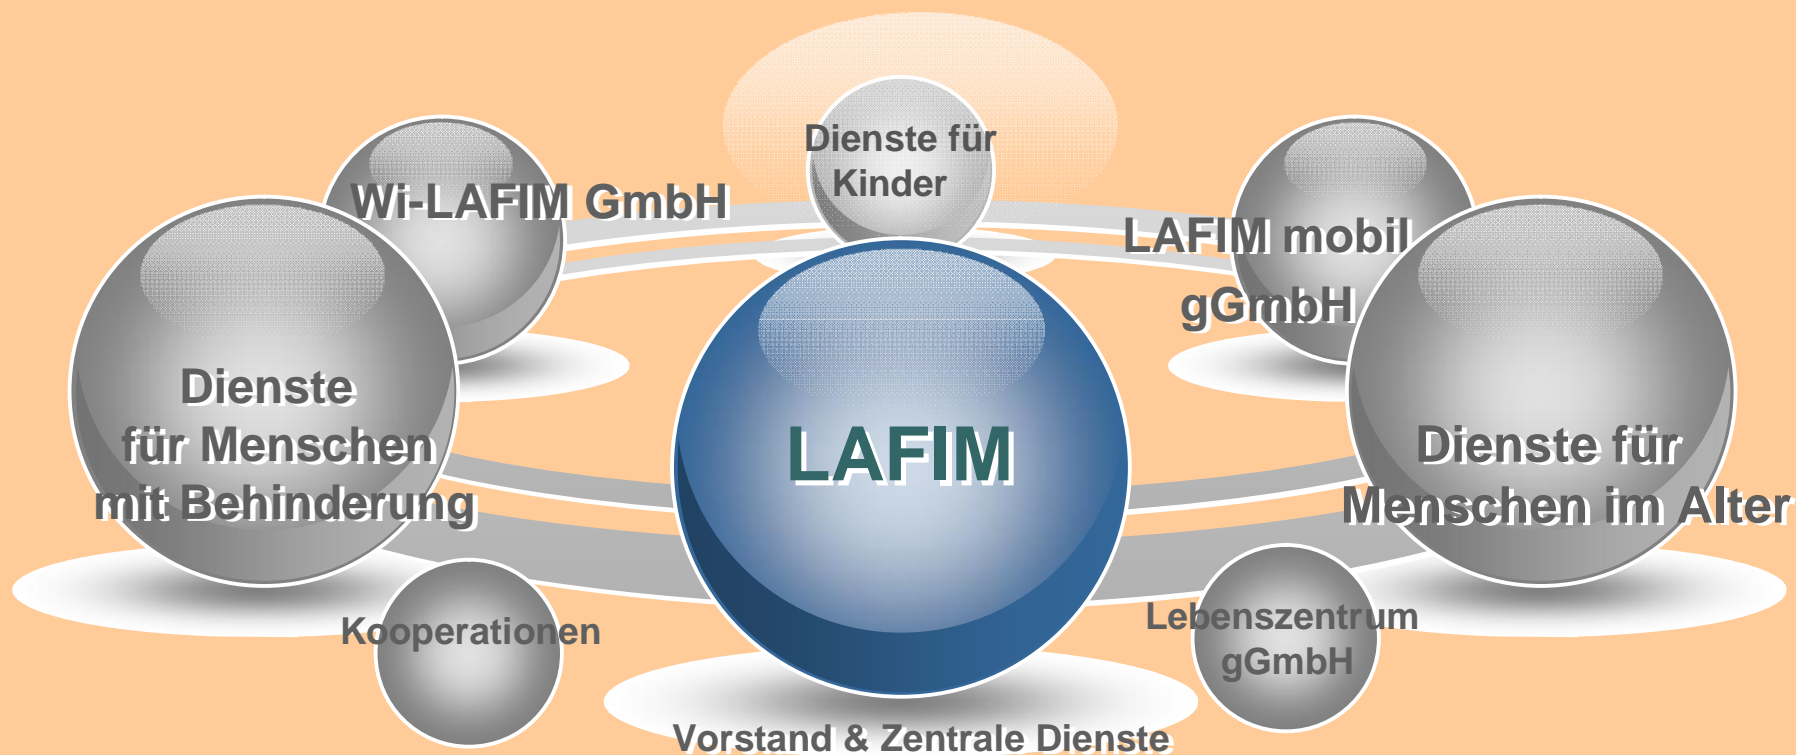 Dienste für
Kinder
Wi-LAFIM GmbH
LAFIM mobil
gGmbH
Dienste
für Menschen
mit Behinderung
LAFIM
Dienste für
Menschen im Alter
Kooperationen
Lebenszentrum
gGmbH
Vorstand & Zentrale Dienste